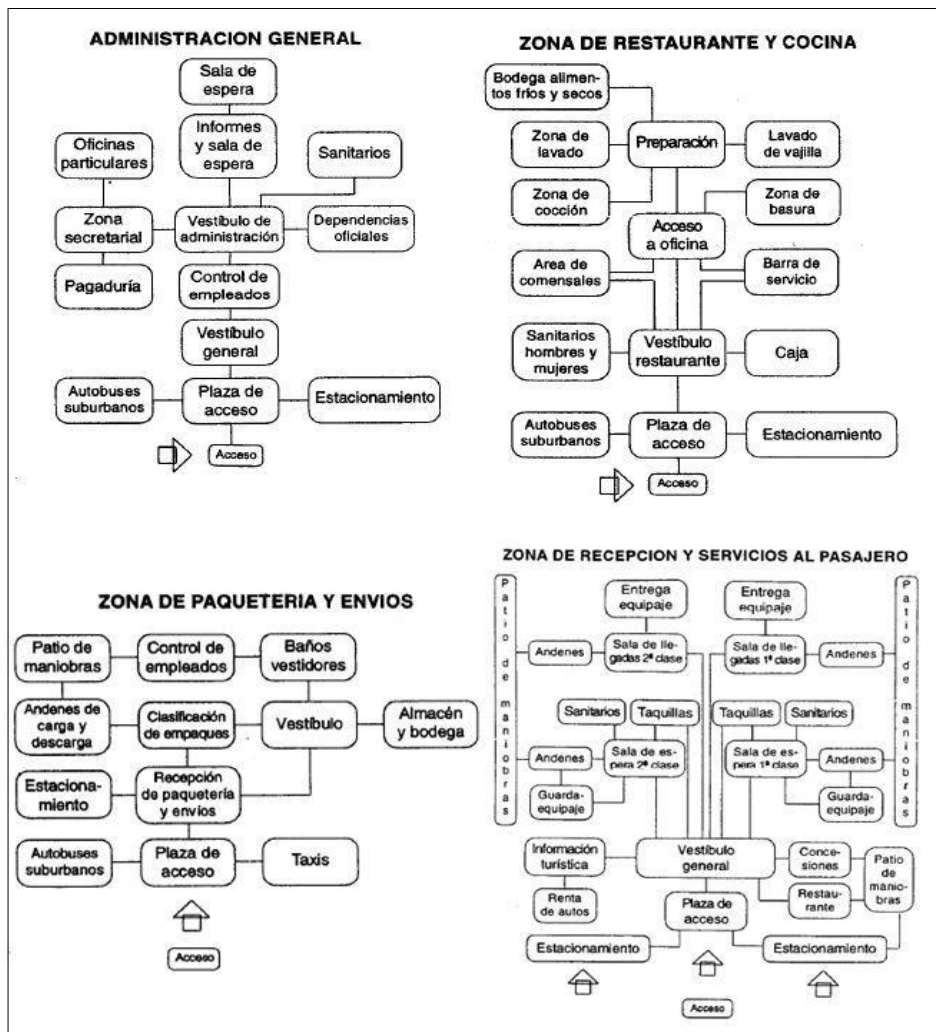 ADMINISTRACION GENERAL
Sala de
espera
Informes
y sala de
espera
Oficinas
particulares
Sanitarios
Zona
secretarial
Vestíbulo de
administración
Dependencias
oficiales
Pagaduría
Control de
empleados
Vestíbulo
general
Autobuses
suburbanos
Plaza de
acceso
Estacionamiento
Acceso
ZONA DE RESTAURANTE Y COCINA
Bodega alimen-
tos fríos y secos
Zona de
lavado
Preparación
Lavado
de vajilla
Zona de
cocción
Zona de
basura
Acceso
a oficina
Area de
comensales
Barra de
servicio
Sanitarios
hombres y
mujeres
Vestíbulo
restaurante
Caja
Autobuses
suburbanos
Plaza de
acceso
Estacionamiento
Acceso
ZONA DE PAQUETERIA Y ENVIOS
Patio de
maniobras
Control de
empleados
Baños
vestidores
Andenes de
carga y
descarga
Clasificación
de empaques
Vestíbulo
Almacén
y bodega
Estaciona-
miento
Recepción
de paquetería
y envíos
Autobuses
suburbanos
Plaza de
acceso
Taxis
Acceso
ZONA DE RECEPCION Y SERVICIOS AL PASAJERO
Patio de maniobras
Entrega
equipaje
Entrega
equipaje
Patio de maniobras
Andenes
Sala de lle-
gadas 2ª clase
Sala de lle-
gadas 1ª clase
Andenes
Sanitarios
Taquillas
Taquillas
Sanitarios
Andenes
Sala de es-
pera 2ª clase
Sala de es-
pera 1ª clase
Andenes
Guarda-
equipaje
Guarda-
equipaje
Información
turística
Vestíbulo
general
Conce-
siones
Patio
de
manio-
bras
Renta
de autos
Plaza de
acceso
Restau-
rante
Estacionamiento
Estacionamiento
Acceso